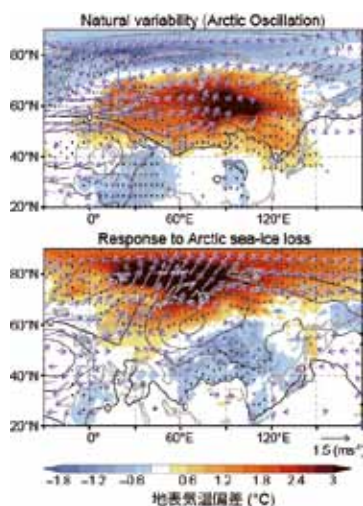 Natural variability (Arctic Oscillation)
80°N
60°N
40°N
20°N
0° 60°E 120°E
Response to Arctic sea-ice loss
80°N
60°N
40°N
20°N
0° 60°E 120°E
1.5 (ms⁻¹)
-1.8 -1.2 -0.6 0.6 1.2 1.8 2.4 3
地表気温偏差 (°C)